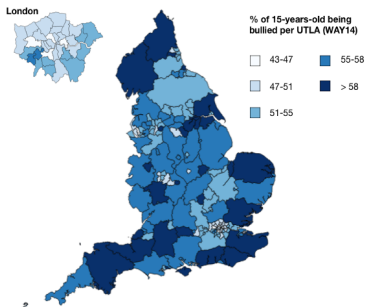 London
% of 15-years-old being
bullied per UTLA (WAY14)
43-47
55-58
47-51
> 58
51-55